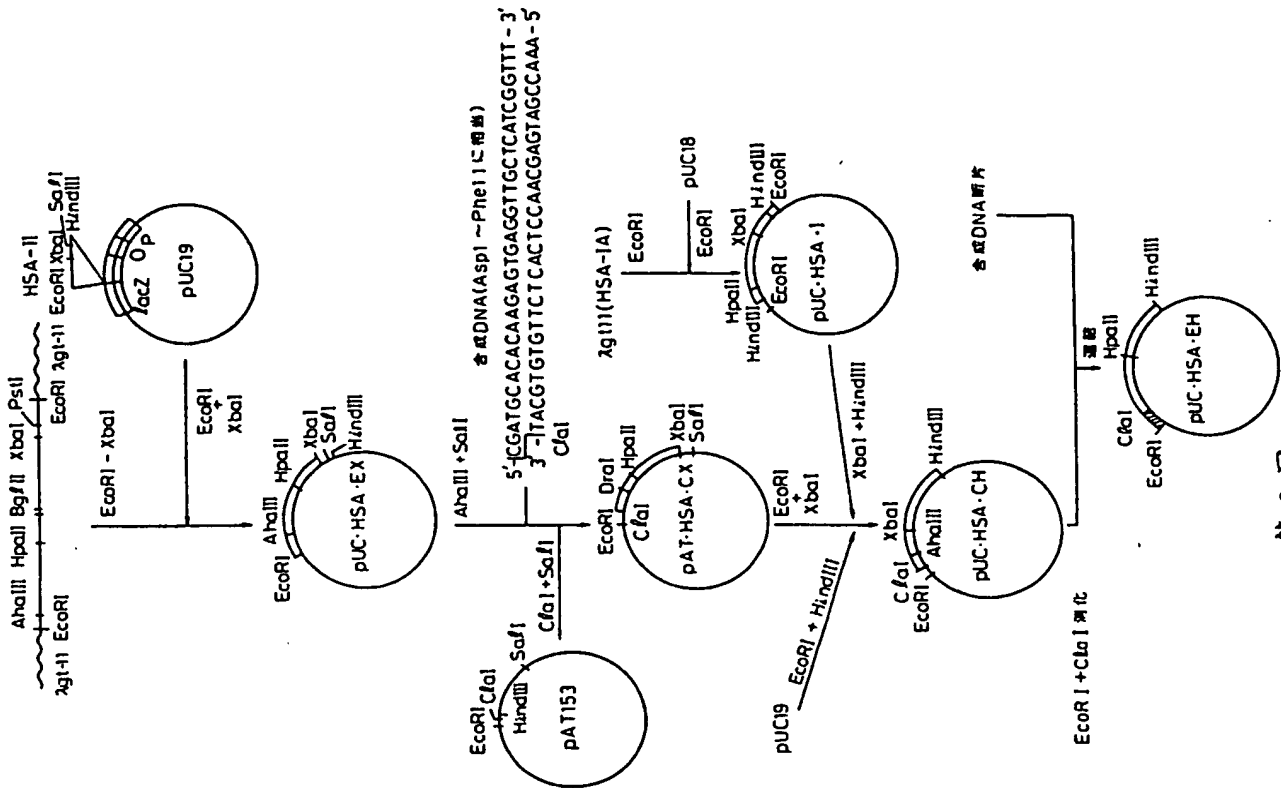 HSA-II
AhaIII HpaII BglII XbaI PstI
λgt-11 EcoRI EcoRI λgt-11
EcoRI XbaI SalI
HindIII
lacZ O P
pUC19
EcoRI - XbaI
EcoRI
+
XbaI
EcoRI AhaIII HpaII XbaI SalI HindIII
pUC·HSA·EX
AhaIII + SalI
合成DNA(Asp1 ~Phe11に相当)
5'-CGATGCACACAAGAGTGAGGTTGCTCATCGGTTT-3'
3'-TACGTGTGTTCTCACTCCAACGAGTAGCCAAA-5'
ClaI
EcoRI ClaI
HindIII SalI
pAT153
ClaI + SalI
EcoRI DraI HpaII XbaI
ClaI SalI
pAT·HSA·CX
λgt11(HSA-IA)
EcoRI
pUC18
EcoRI
HpaII XbaI HindIII
HindIII EcoRI EcoRI
pUC·HSA·I
pUC19
EcoRI + HindIII
EcoRI
+
XbaI
XbaI + HindIII
ClaI XbaI
EcoRI AhaIII HindIII
pUC·HSA·CH
合成DNA断片
EcoRI + ClaI 消化
連結
ClaI HpaII
EcoRI HindIII
pUC·HSA·EH